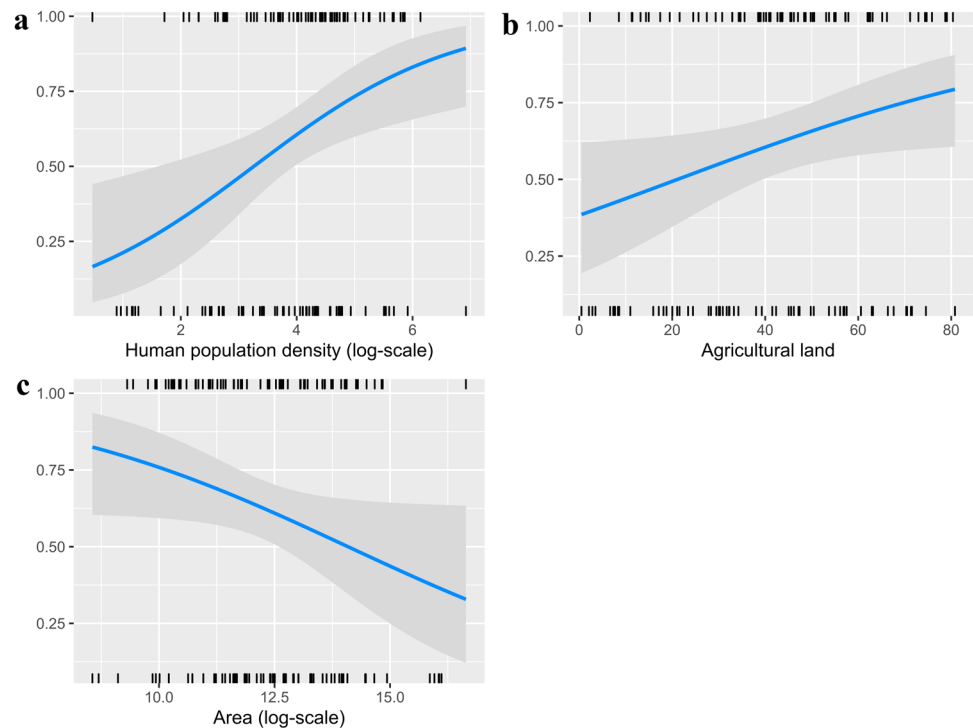 a
1.00
0.75
0.50
0.25
2 4 6
Human population density (log-scale)
b
1.00
0.75
0.50
0.25
0 20 40 60 80
Agricultural land
c
1.00
0.75
0.50
0.25
10.0 12.5 15.0
Area (log-scale)